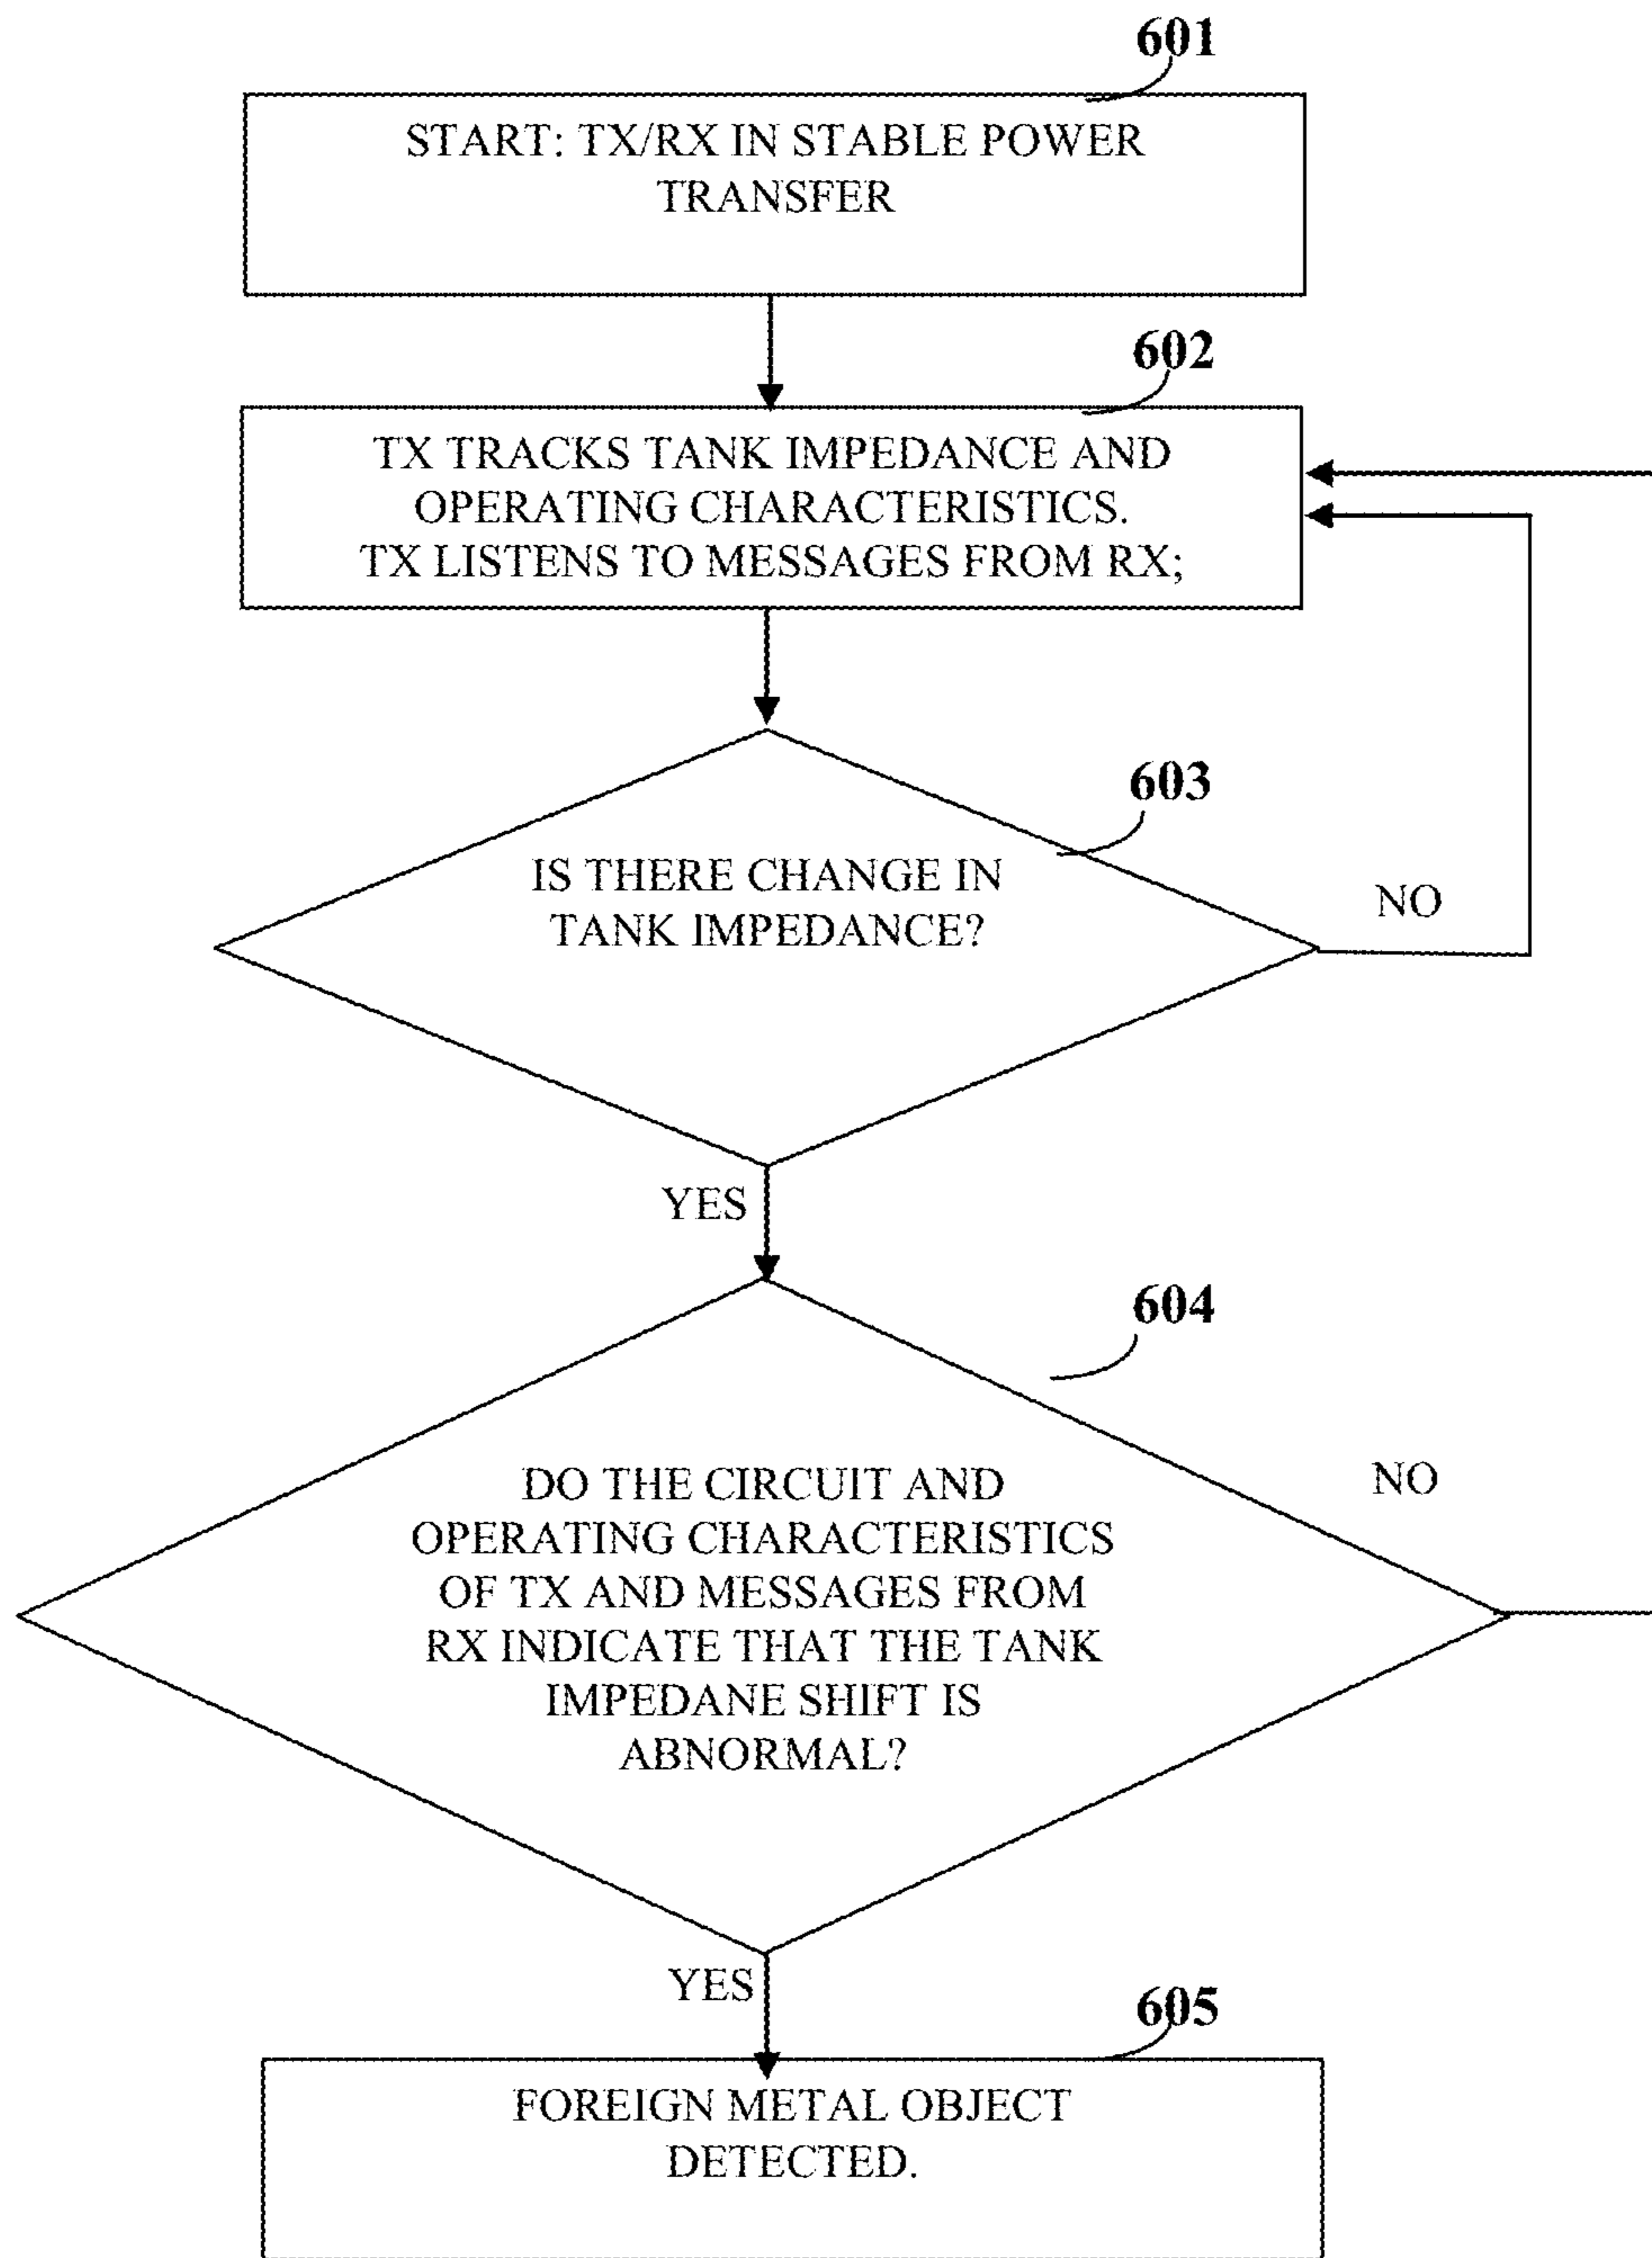 601
START: TX/RX IN STABLE POWER
TRANSFER
602
TX TRACKS TANK IMPEDANCE AND
OPERATING CHARACTERISTICS.
TX LISTENS TO MESSAGES FROM RX;
603
IS THERE CHANGE IN
TANK IMPEDANCE?
NO
YES
604
DO THE CIRCUIT AND
OPERATING CHARACTERISTICS
OF TX AND MESSAGES FROM
RX INDICATE THAT THE TANK
IMPEDANE SHIFT IS
ABNORMAL?
NO
YES
605
FOREIGN METAL OBJECT
DETECTED.